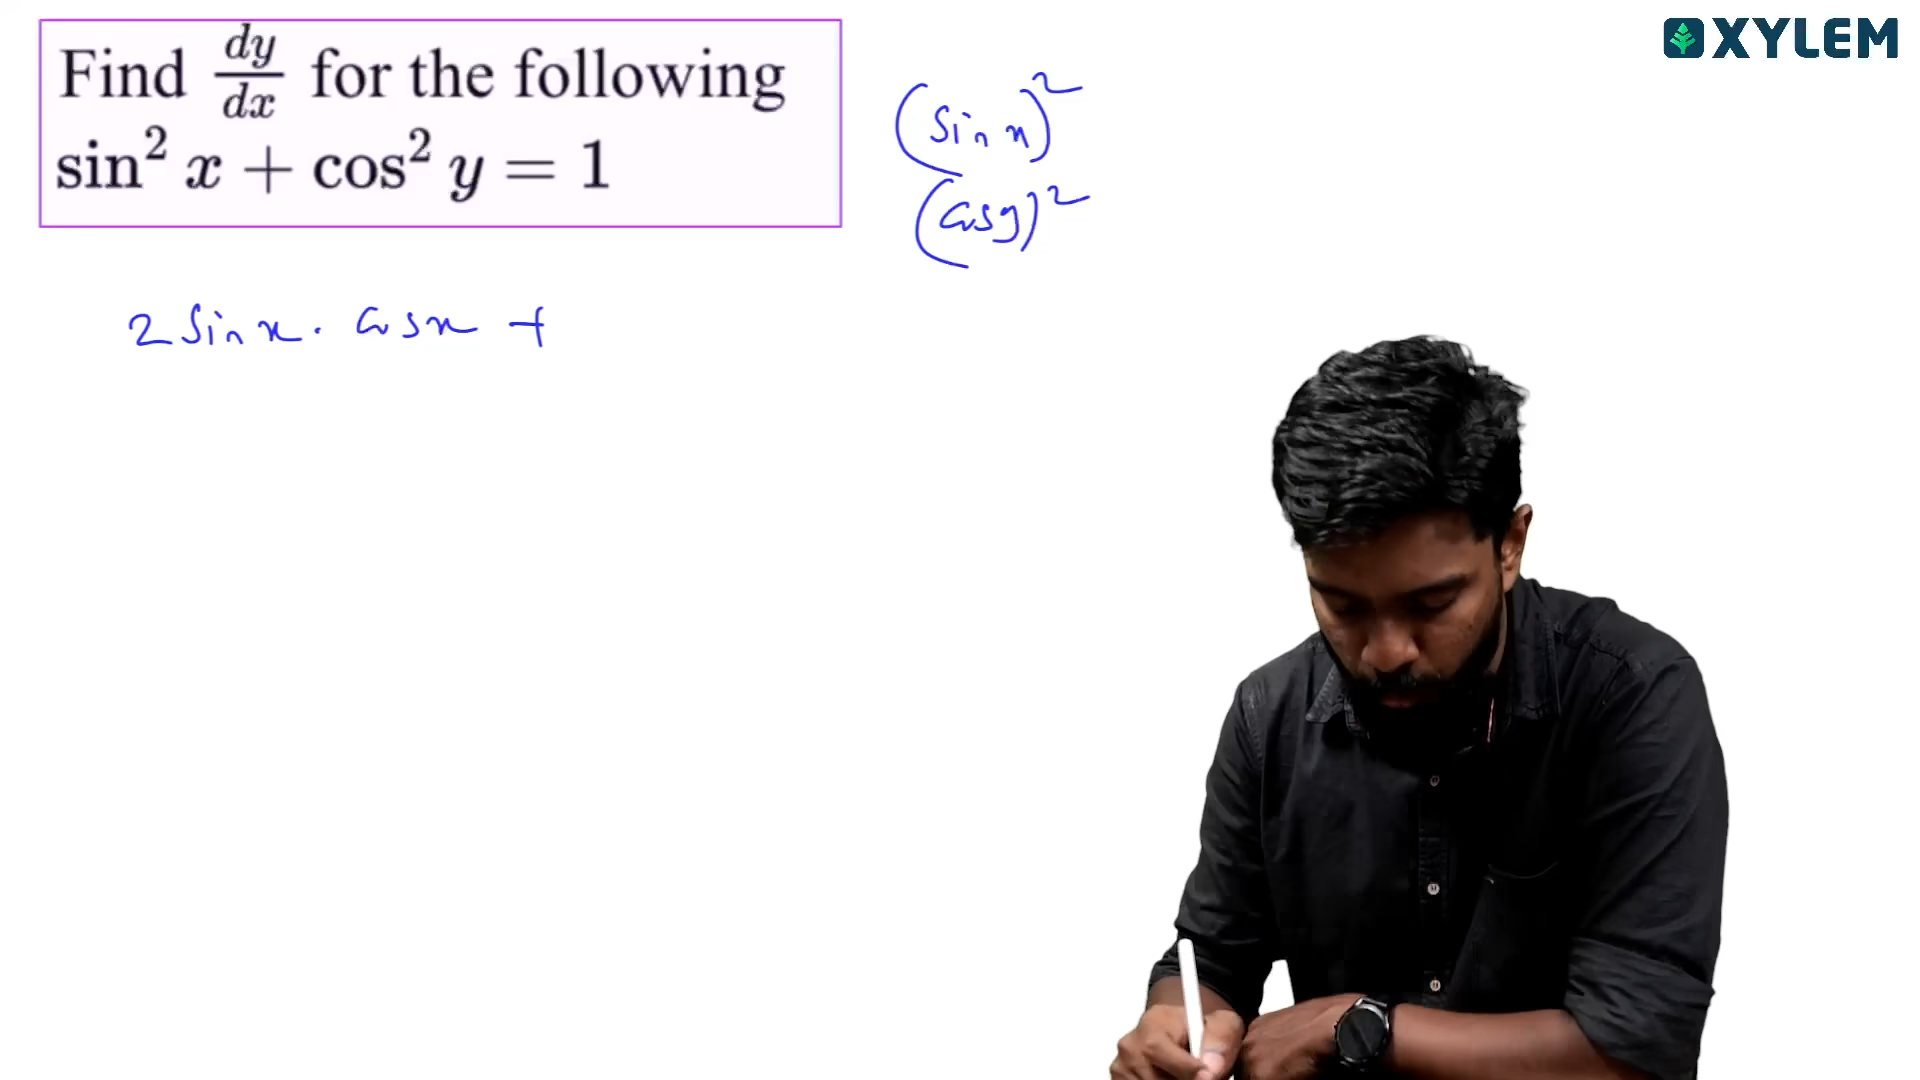 Find dy/dx for the following
sin² x + cos² y = 1
XYLEM
(Sin x)²
(cos y)²
2 Sin x . cos x +